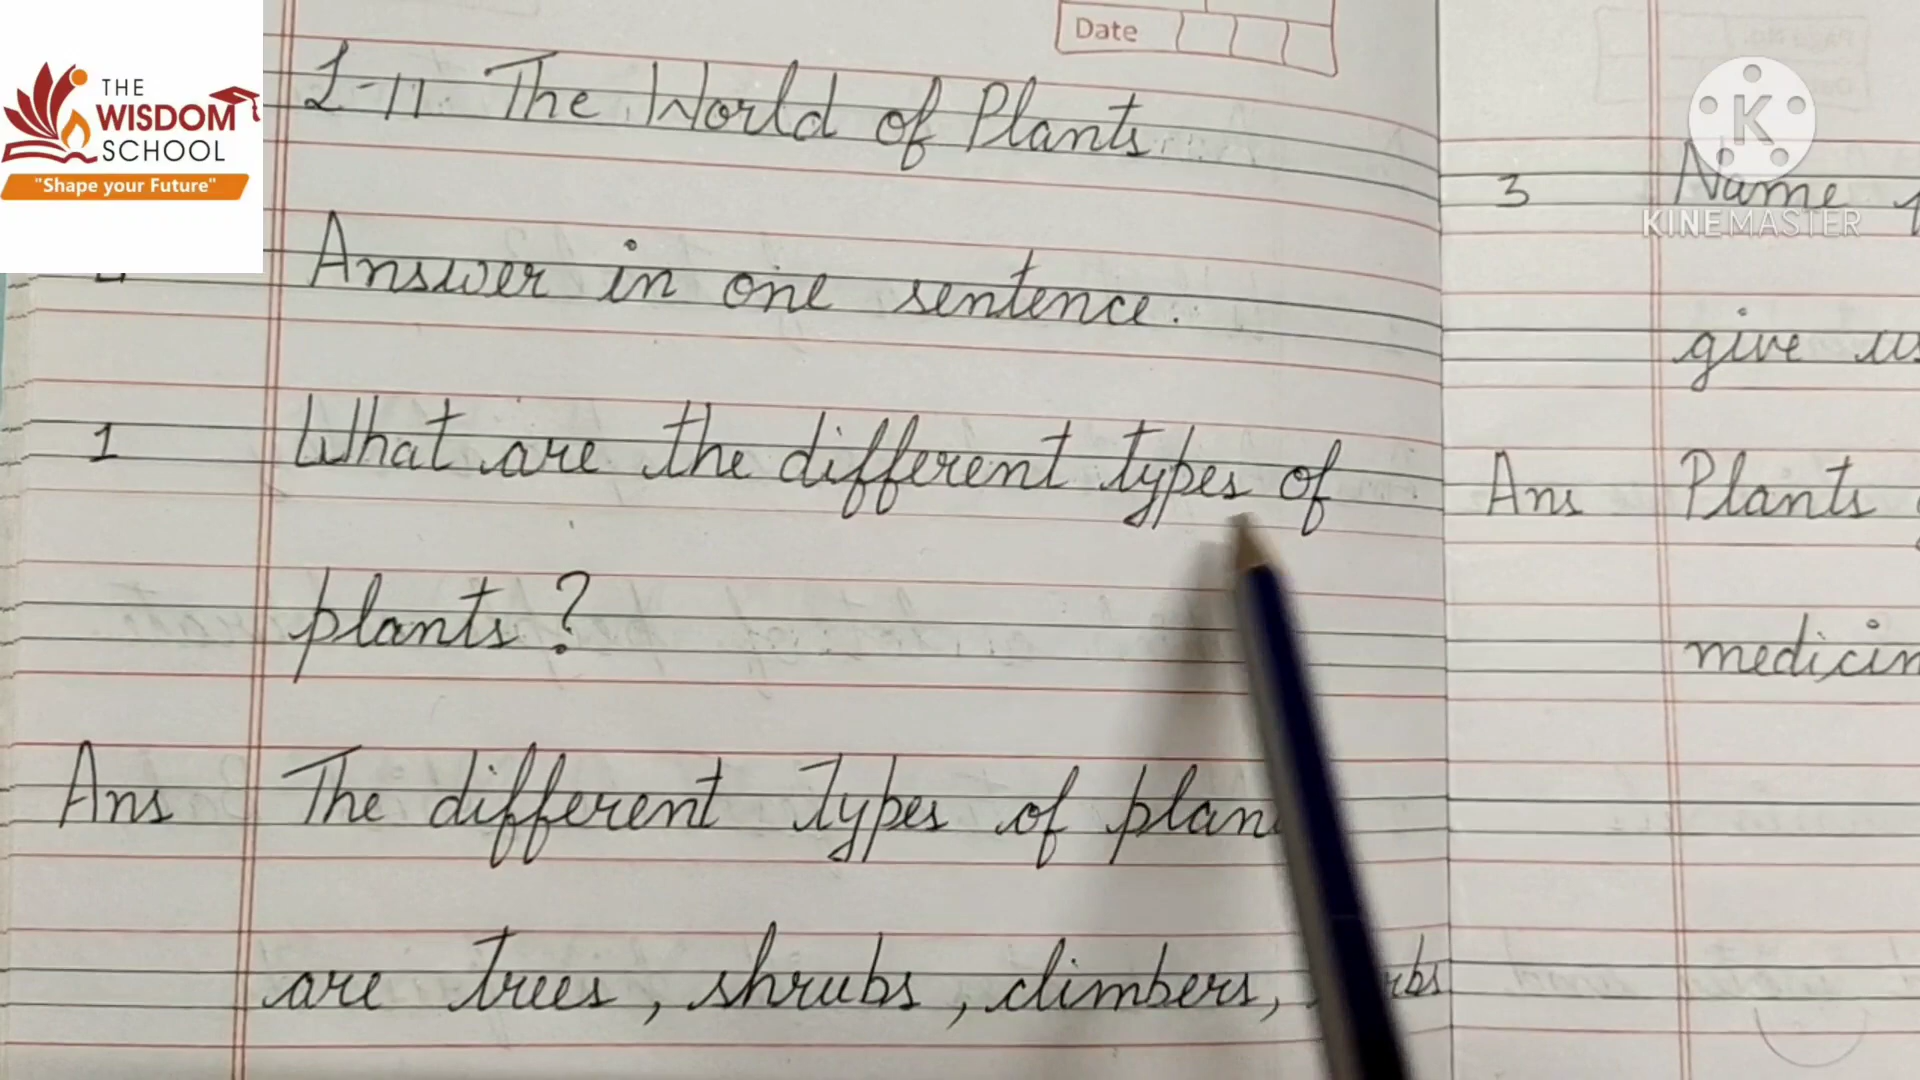 Date
THE
WISDOM
SCHOOL
"Shape your Future"
L-11. The World of Plants
Answer in one sentence.
1 What are the different types of
plants?
Ans The different types of
are trees, shrubs, climbers,
3 Name
give us
Ans Plants
K
KINEMASTER